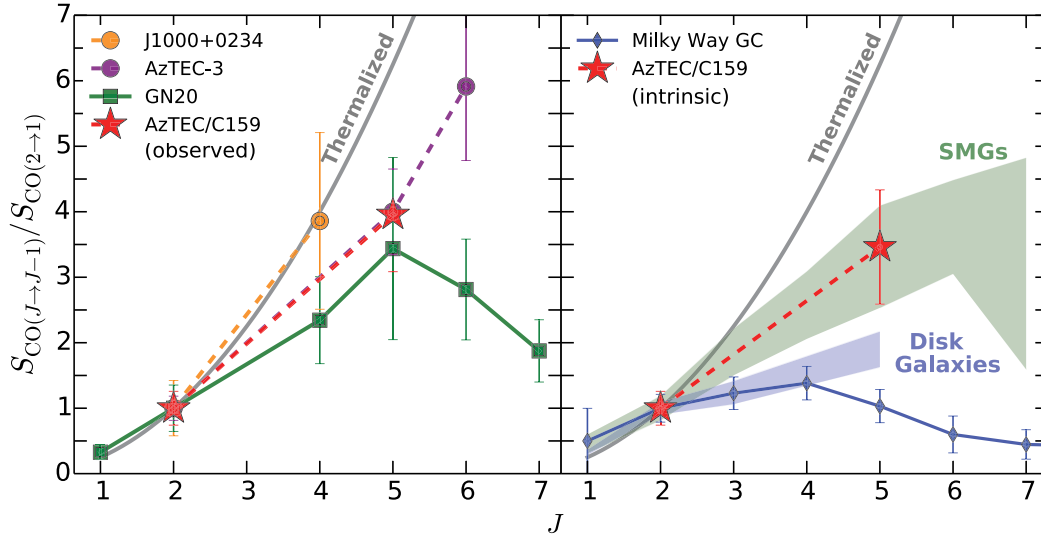 S_CO(J→J−1)/S_CO(2→1)
7
6
5
4
3
2
1
0
J1000+0234
AzTEC-3
GN20
AzTEC/C159
(observed)
Thermalized
1 2 3 4 5 6 7
Milky Way GC
AzTEC/C159
(intrinsic)
Thermalized
SMGs
Disk
Galaxies
1 2 3 4 5 6 7
J